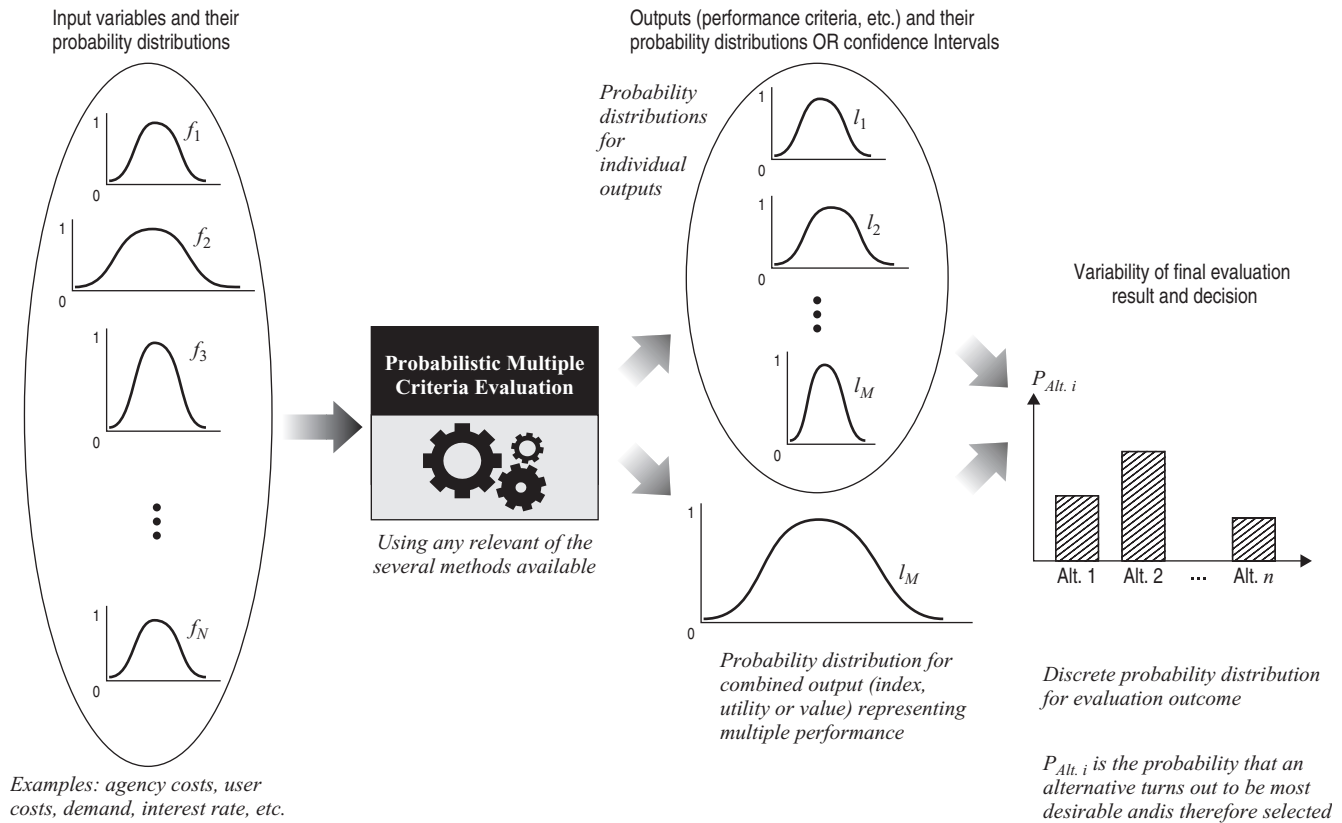 Input variables and their
probability distributions
1
f1
0
1
f2
0
1
f3
0
1
fN
0
Examples: agency costs, user
costs, demand, interest rate, etc.
Probabilistic Multiple
Criteria Evaluation
Using any relevant of the
several methods available
Outputs (performance criteria, etc.) and their
probability distributions OR confidence Intervals
Probability
distributions
for
individual
outputs
1
l1
0
1
l2
0
1
lM
0
1
lM
0
Probability distribution for
combined output (index,
utility or value) representing
multiple performance
Variability of final evaluation
result and decision
PAlt. i
Alt. 1 Alt. 2 ... Alt. n
Discrete probability distribution
for evaluation outcome
PAlt. i is the probability that an
alternative turns out to be most
desirable andis therefore selected